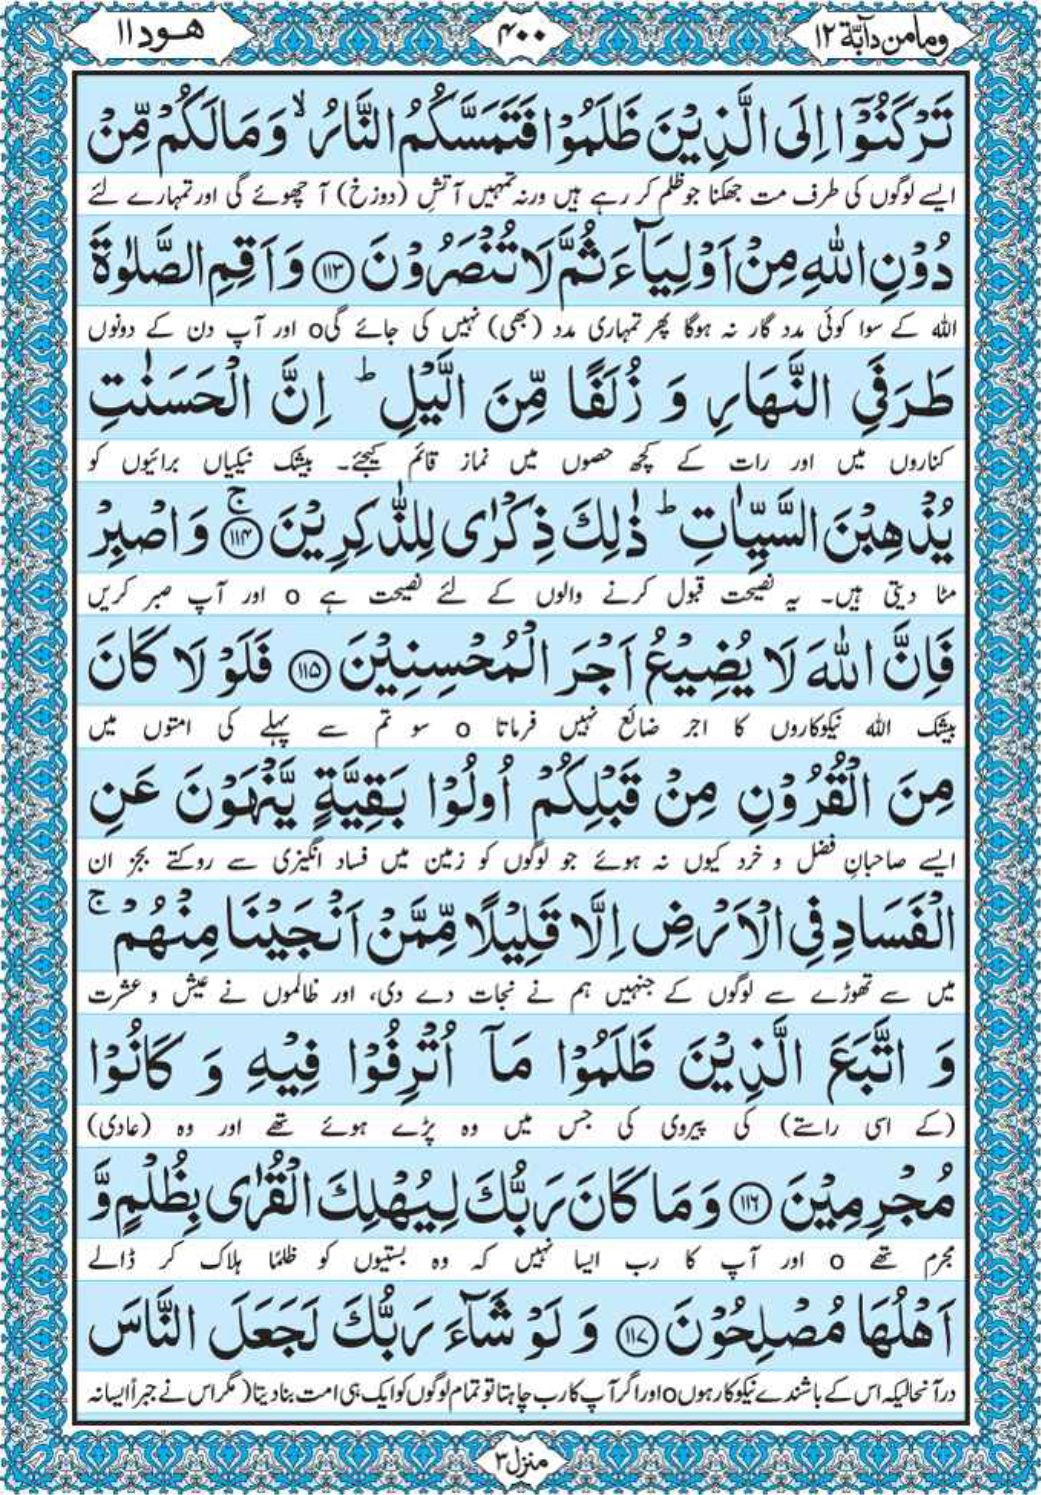 وما من دآبة ١٢
۴۰۰
هود ١١
تَرْكَنُوْۤا اِلَى الَّذِيْنَ ظَلَمُوْا فَتَمَسَّكُمُ النَّارُ ۙ وَ مَا لَكُمْ مِّنْ
ایسے لوگوں کی طرف مت جھکنا جو ظلم کر رہے ہیں ورنہ تمہیں آتشِ (دوزخ) آ چھوئے گی اور تمہارے لئے
دُوْنِ اللّٰهِ مِنْ اَوْلِيَآءَ ثُمَّ لَا تُنْصَرُوْنَ ﴿۱۱۳﴾ وَ اَقِمِ الصَّلٰوةَ
اللہ کے سوا کوئی مدد گار نہ ہوگا پھر تمہاری مدد (بھی) نہیں کی جائے گیo اور آپ دن کے دونوں
طَرَفَيِ النَّهَارِ وَ زُلَفًا مِّنَ الَّيْلِ ؕ اِنَّ الْحَسَنٰتِ
کناروں میں اور رات کے کچھ حصوں میں نماز قائم کیجئے۔ بیشک نیکیاں برائیوں کو
يُذْهِبْنَ السَّيِّاٰتِ ؕ ذٰلِكَ ذِكْرٰى لِلذّٰكِرِيْنَ ﴿۱۱۴﴾ۚ وَ اصْبِرْ
مٹا دیتی ہیں۔ یہ نصیحت قبول کرنے والوں کے لئے نصیحت ہے o اور آپ صبر کریں
فَاِنَّ اللّٰهَ لَا يُضِيْعُ اَجْرَ الْمُحْسِنِيْنَ ﴿۱۱۵﴾ فَلَوْ لَا كَانَ
بیشک اللہ نیکوکاروں کا اجر ضائع نہیں فرماتا o سو تم سے پہلے کی امتوں میں
مِنَ الْقُرُوْنِ مِنْ قَبْلِكُمْ اُولُوْا بَقِيَّةٍ يَّنْهَوْنَ عَنِ
ایسے صاحبانِ فضل و خرد کیوں نہ ہوئے جو لوگوں کو زمین میں فساد انگیزی سے روکتے بجز ان
الْفَسَادِ فِي الْاَرْضِ اِلَّا قَلِيْلًا مِّمَّنْ اَنْجَيْنَا مِنْهُمْ ۚ
میں سے تھوڑے سے لوگوں کے جنہیں ہم نے نجات دے دی، اور ظالموں نے عیش و عشرت
وَ اتَّبَعَ الَّذِيْنَ ظَلَمُوْا مَاۤ اُتْرِفُوْا فِيْهِ وَ كَانُوْا
(کے اسی راستے) کی پیروی کی جس میں وہ پڑے ہوئے تھے اور وہ (عادی)
مُجْرِمِيْنَ ﴿۱۱۶﴾ وَ مَا كَانَ رَبُّكَ لِيُهْلِكَ الْقُرٰى بِظُلْمٍ وَّ
مجرم تھے o اور آپ کا رب ایسا نہیں کہ وہ بستیوں کو ظلمًا ہلاک کر ڈالے
اَهْلُهَا مُصْلِحُوْنَ ﴿۱۱۷﴾ وَ لَوْ شَآءَ رَبُّكَ لَجَعَلَ النَّاسَ
درآنحالیکہ اس کے باشندے نیکوکار ہوںo اور اگر آپ کا رب چاہتا تو تمام لوگوں کو ایک ہی امت بنا دیتا (مگر اس نے جبراً ایسا نہ
منزل ۳